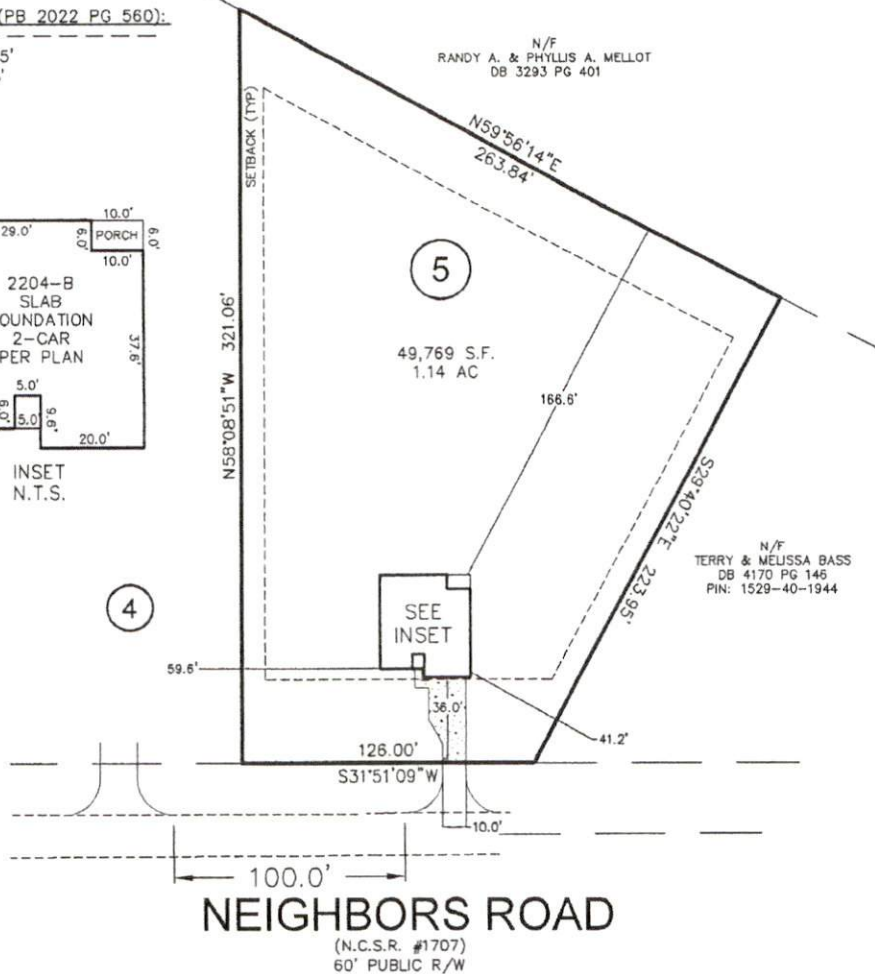 (PB 2022 PG 560):
5'
N/F
RANDY A. & PHYLLIS A. MELLOT
DB 3293 PG 401
SETBACK (TYP)
N59°56'14"E
263.84'
10.0'
29.0'
6.0'
PORCH
6.0'
10.0'
5
2204-B
SLAB
OUNDATION
2-CAR
PER PLAN
37.6'
N58°08'51"W 321.06'
49,769 S.F.
1.14 AC
166.6'
5.0'
6.0'
5.0'
9.6'
20.0'
INSET
N.T.S.
S29°40'22"E 223.95'
N/F
TERRY & MELISSA BASS
DB 4170 PG 146
PIN: 1529-40-1944
4
SEE
INSET
59.6'
36.0'
41.2'
126.00'
S31°51'09"W
10.0'
100.0'
NEIGHBORS ROAD
(N.C.S.R. #1707)
60' PUBLIC R/W